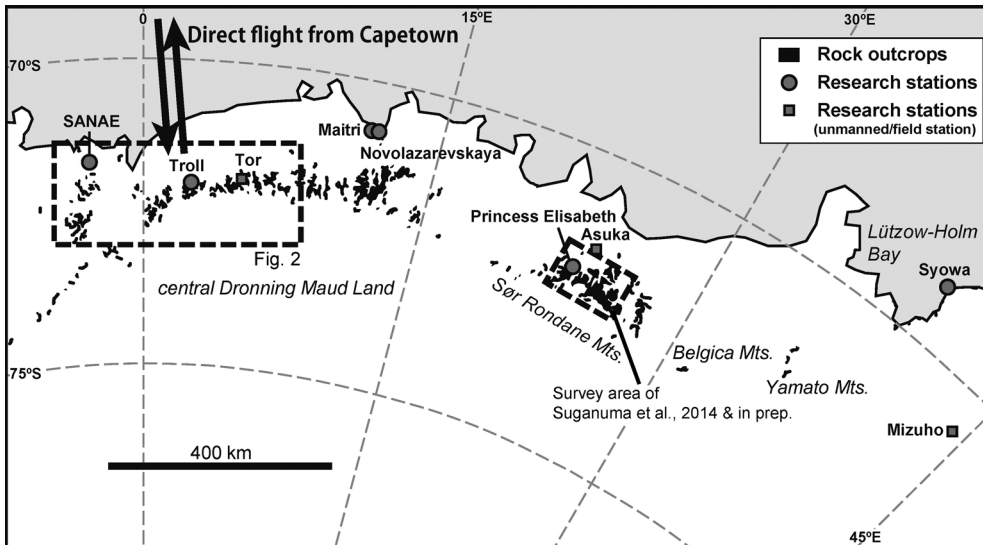 0
15ºE
30ºE
Direct flight from Capetown
70ºS
Rock outcrops
Research stations
Research stations
(unmanned/field station)
SANAE
Maitri
Novolazarevskaya
Troll
Tor
Princess Elisabeth
Asuka
Lützow-Holm
Bay
Syowa
Fig. 2
central Dronning Maud Land
Sør Rondane Mts.
Belgica Mts.
Yamato Mts.
75ºS
Survey area of
Suganuma et al., 2014 & in prep.
Mizuho
400 km
45ºE